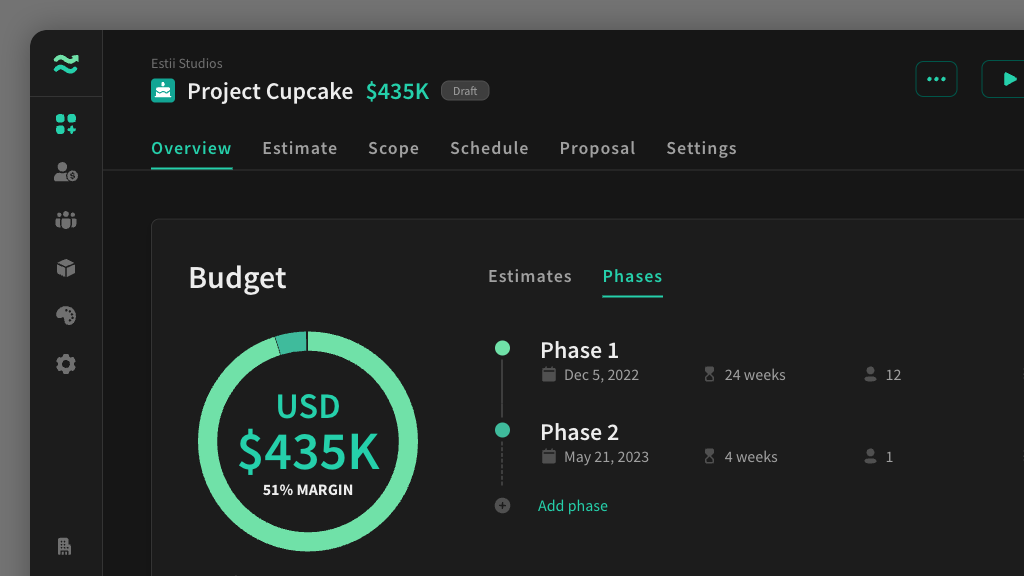 Estii Studios
Project Cupcake $435K Draft
Overview Estimate Scope Schedule Proposal Settings
Budget
Estimates Phases
USD
$435K
51% MARGIN
Phase 1
Dec 5, 2022 24 weeks 12
Phase 2
May 21, 2023 4 weeks 1
Add phase